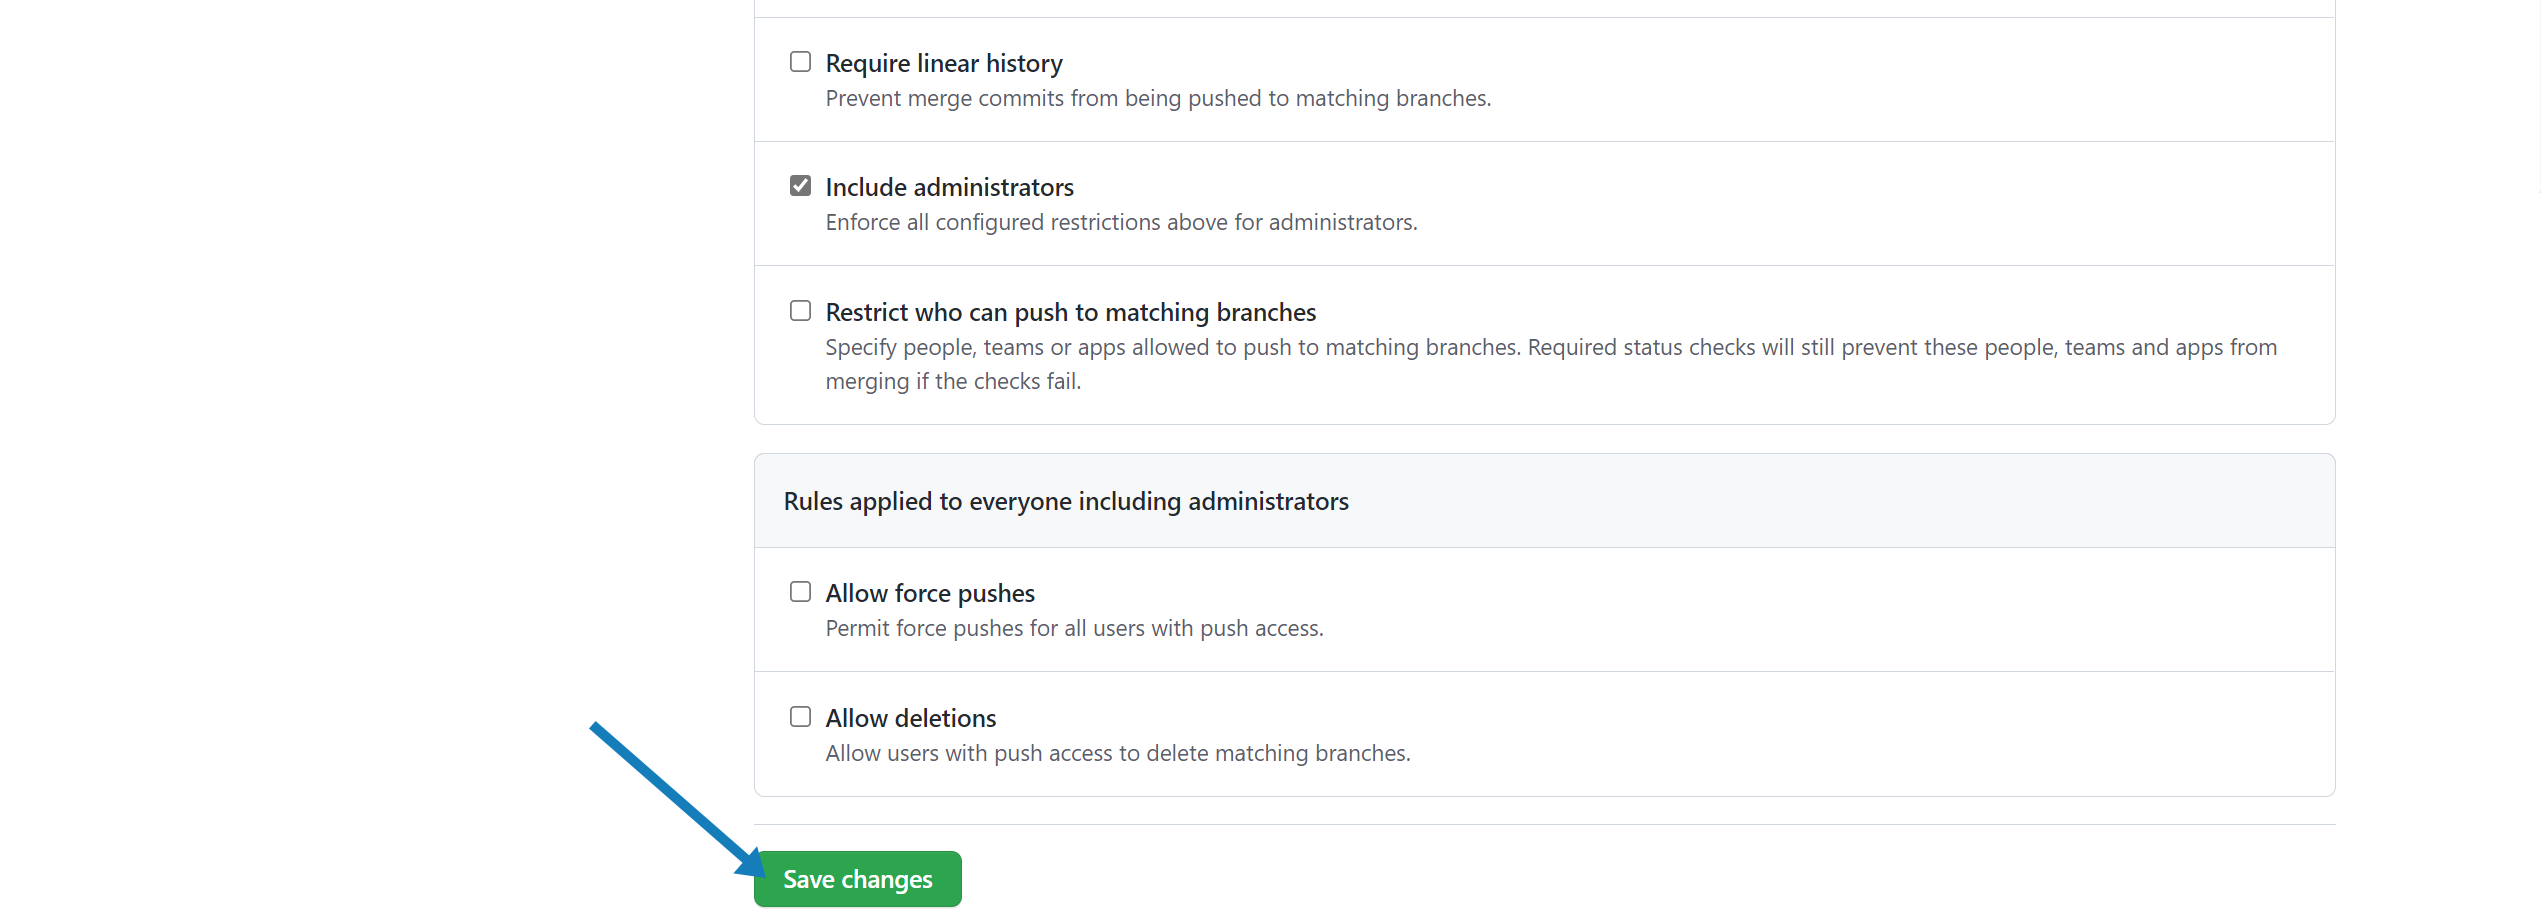 Require linear history
Prevent merge commits from being pushed to matching branches.
Include administrators
Enforce all configured restrictions above for administrators.
Restrict who can push to matching branches
Specify people, teams or apps allowed to push to matching branches. Required status checks will still prevent these people, teams and apps from
merging if the checks fail.
Rules applied to everyone including administrators
Allow force pushes
Permit force pushes for all users with push access.
Allow deletions
Allow users with push access to delete matching branches.
Save changes